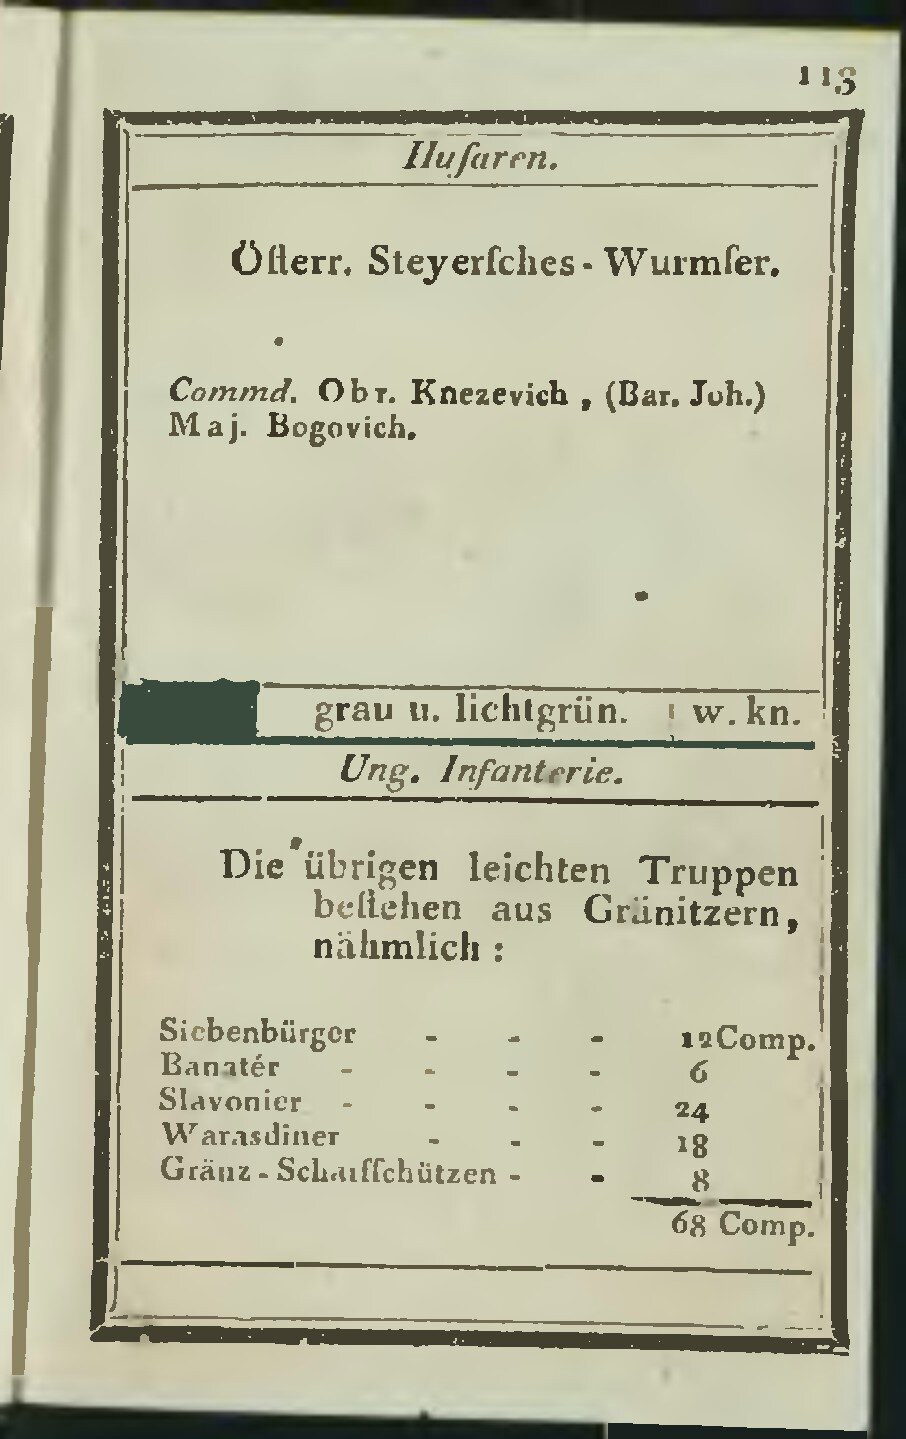 113
Huſaren.
Öſterr. Steyerſches - Wurmſer.
Commd. Obr. Knezevich , (Bar. Joh.)
Maj. Bogovich.
grau u. lichtgrün. w. kn.
Ung. Infanterie.
Die übrigen leichten Truppen
beſtehen aus Gränitzern,
nähmlich :
Siebenbürger - - - 12 Comp.
Banatér - - - - 6
Slavonier - - - - 24
Warasdiner - - - 18
Gränz - Scharfſchützen - - 8
68 Comp.